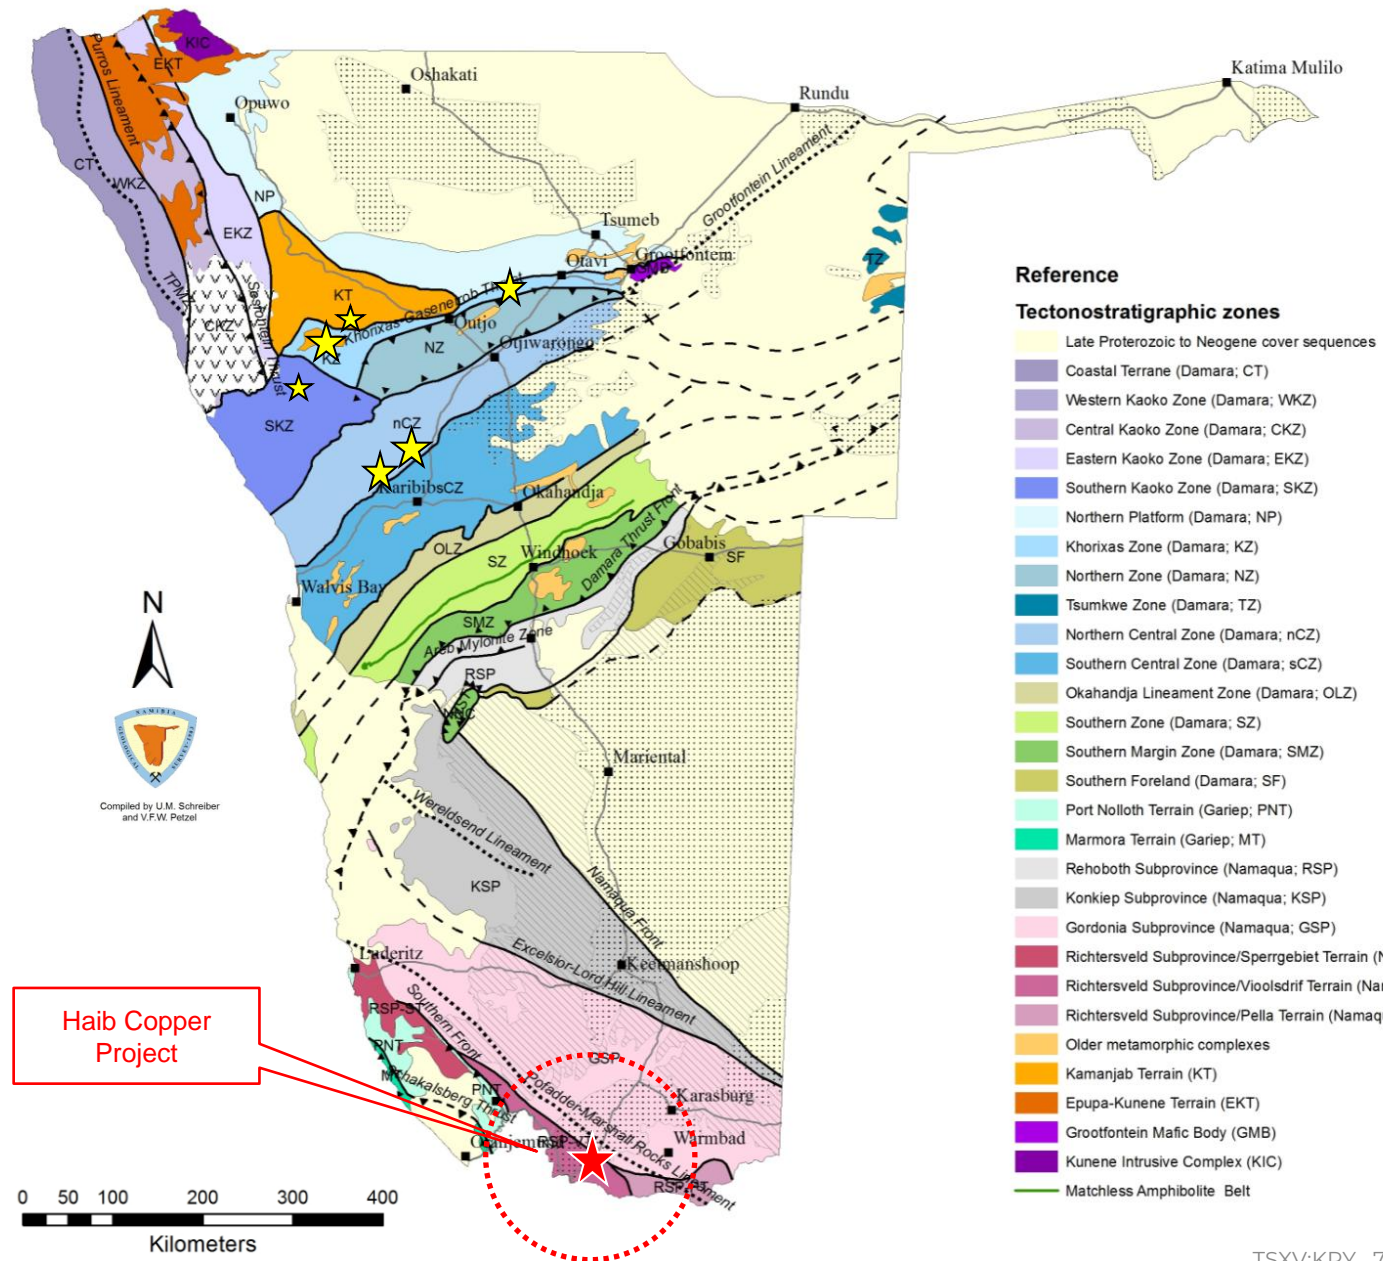 KIC
EKT
Purros Lineament
Oshakati
Katima Mulilo
Rundu
Opuwo
CT
WKZ
NP
EKZ
Grootfontein Lineament
Tsumeb
Grootfontein
Otavi
TZ
TPMZ
Sesfontein Thrust
CKZ
KT
Khorixas-Gaseneirob Thrust
Outjo
KZ
NZ
Otjiwarongo
SKZ
nCZ
Karibib
sCZ
Okahandja
OLZ
SZ
Windhoek
Damara Thrust Front
Gobabis
SF
Walvis Bay
SMZ
Areb Mylonite Zone
RSP
N
NAMIBIA
GEOLOGICAL
SURVEY-1903
Compiled by U.M. Schreiber
and V.F.W. Petzel
Mariental
Wereldsend Lineament
KSP
Namaqua Front
Excelsior-Lord Hill Lineament
Keetmanshoop
Luderitz
RSP-ST
Southern Front
PNT
GSP
Schakalsberg Thrust
PNT
Pofadder-Marshall Rocks Lineament
Karasburg
Warmbad
Oranjemund
Haib Copper
Project
0 50 100 200 300 400
Kilometers
Reference
Tectonostratigraphic zones
Late Proterozoic to Neogene cover sequences
Coastal Terrane (Damara; CT)
Western Kaoko Zone (Damara; WKZ)
Central Kaoko Zone (Damara; CKZ)
Eastern Kaoko Zone (Damara; EKZ)
Southern Kaoko Zone (Damara; SKZ)
Northern Platform (Damara; NP)
Khorixas Zone (Damara; KZ)
Northern Zone (Damara; NZ)
Tsumkwe Zone (Damara; TZ)
Northern Central Zone (Damara; nCZ)
Southern Central Zone (Damara; sCZ)
Okahandja Lineament Zone (Damara; OLZ)
Southern Zone (Damara; SZ)
Southern Margin Zone (Damara; SMZ)
Southern Foreland (Damara; SF)
Port Nolloth Terrain (Gariep; PNT)
Marmora Terrain (Gariep; MT)
Rehoboth Subprovince (Namaqua; RSP)
Konkiep Subprovince (Namaqua; KSP)
Gordonia Subprovince (Namaqua; GSP)
Richtersveld Subprovince/Sperrgebiet Terrain (N
Richtersveld Subprovince/Vioolsdrif Terrain (Na
Richtersveld Subprovince/Pella Terrain (Namaq
Older metamorphic complexes
Kamanjab Terrain (KT)
Epupa-Kunene Terrain (EKT)
Grootfontein Mafic Body (GMB)
Kunene Intrusive Complex (KIC)
Matchless Amphibolite Belt